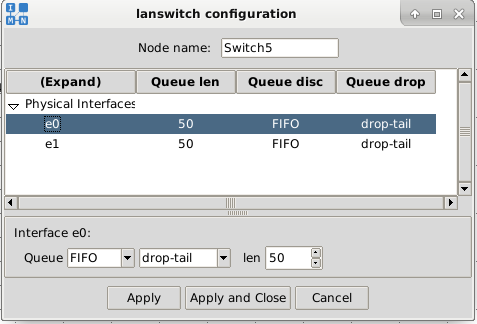 I
M N
lanswitch configuration
Node name: Switch5
(Expand) Queue len Queue disc Queue drop
Physical Interfaces
e0 50 FIFO drop-tail
e1 50 FIFO drop-tail
Interface e0:
Queue FIFO drop-tail len 50
Apply Apply and Close Cancel